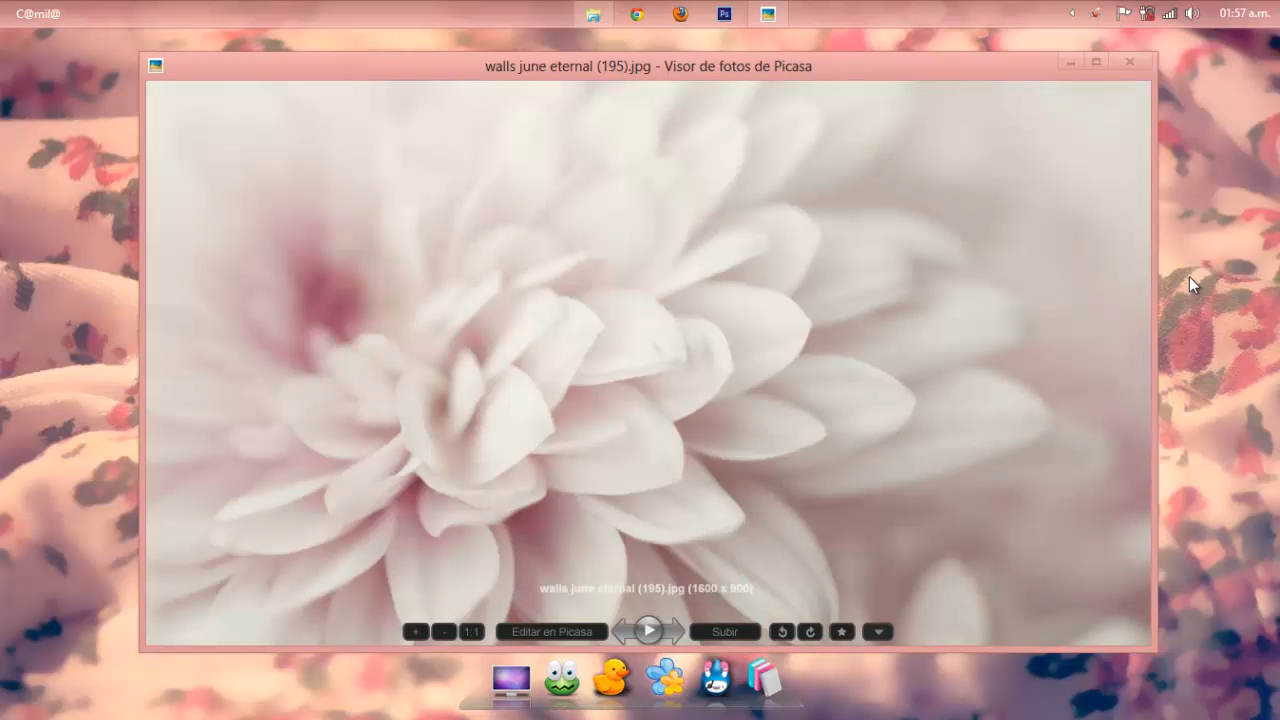 C@mil@
Ps
01:57 a.m.
walls june eternal (195).jpg - Visor de fotos de Picasa
walls june eternal (195).jpg (1600 x 900)
+ - 1:1 Editar en Picasa Subir